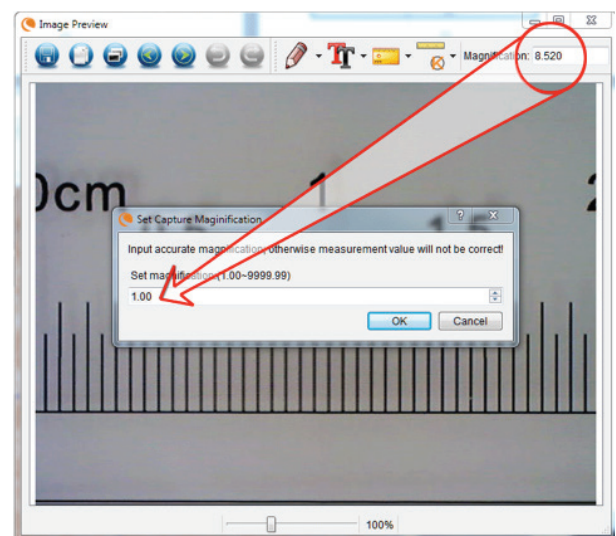 Image Preview
Magnification: 8.520
0cm 1 2
Set Capture Maginification
Input accurate magnification, otherwise measurement value will not be correct!
Set magnification (1.00~9999.99)
1.00
OK Cancel
100%